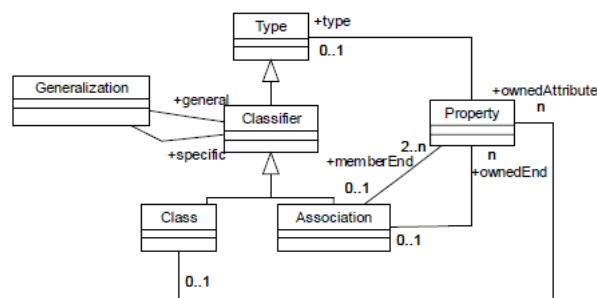 Type
+type
0..1
Generalization
+general
+ownedAttribute
n
Classifier
Property
+specific
2..n
n
+memberEnd
+ownedEnd
0..1
Class
Association
0..1
0..1